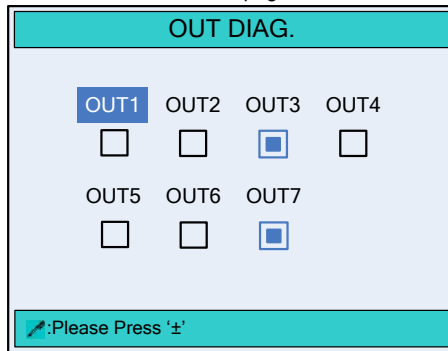 OUT DIAG.
OUT1 OUT2 OUT3 OUT4
OUT5 OUT6 OUT7
:Please Press ‘±’